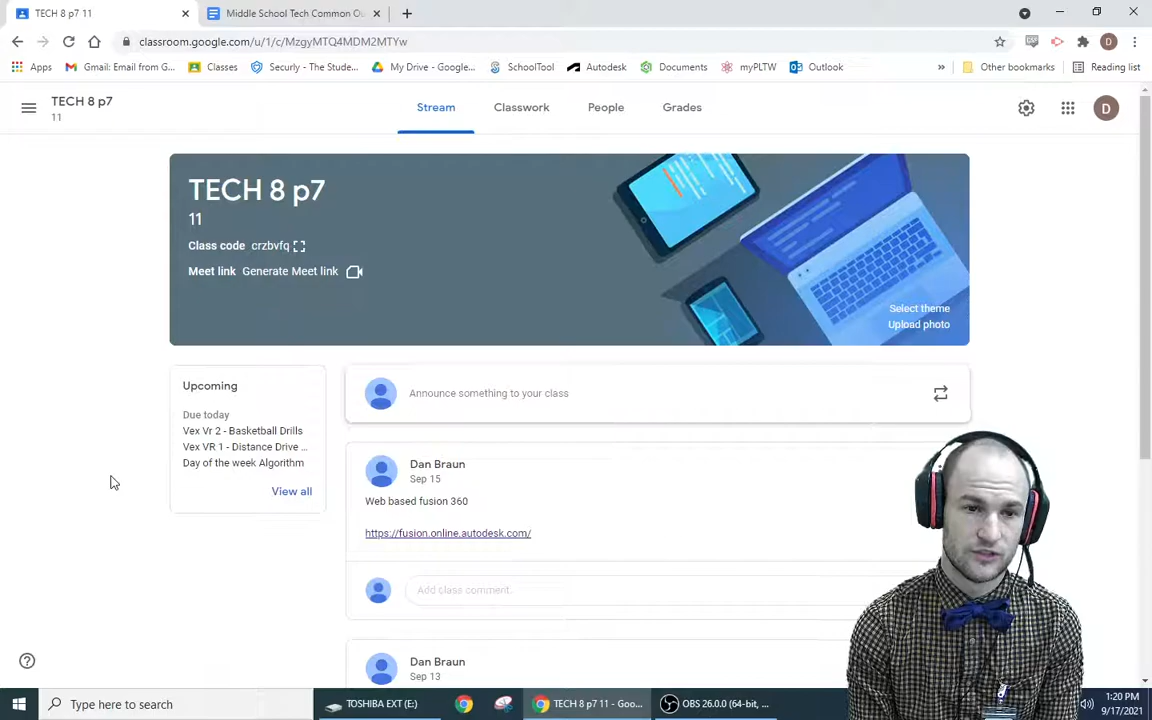 TECH 8 p7 11
Middle School Tech Common Ou
classroom.google.com/u/1/c/MzgyMTQ4MDM2MTYw
Apps
Gmail: Email from G...
Classes
Securly - The Stude...
My Drive - Google...
SchoolTool
Autodesk
Documents
myPLTW
Outlook
»
Other bookmarks
Reading list
TECH 8 p7
11
Stream
Classwork
People
Grades
D
TECH 8 p7
11
Class code crzbvfq
Meet link Generate Meet link
Select theme
Upload photo
Upcoming
Due today
Vex Vr 2 - Basketball Drills
Vex VR 1 - Distance Drive ...
Day of the week Algorithm
View all
Announce something to your class
Dan Braun
Sep 15
Web based fusion 360
https://fusion.online.autodesk.com/
Add class comment...
Dan Braun
Sep 13
Type here to search
TOSHIBA EXT (E:)
TECH 8 p7 11 - Goo...
OBS 26.0.0 (64-bit, ...
1:20 PM
9/17/2021